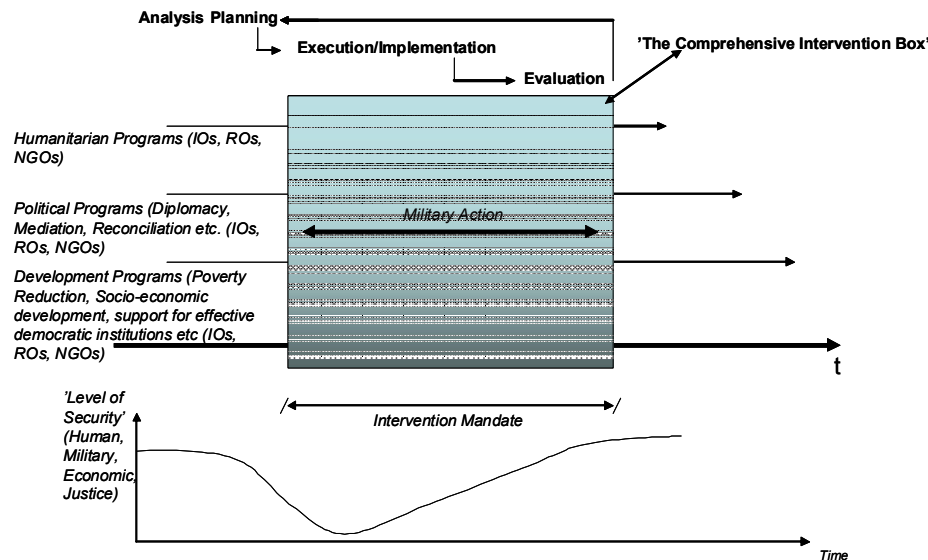 Analysis Planning
Execution/Implementation
'The Comprehensive Intervention Box'
Evaluation
Humanitarian Programs (IOs, ROs,
NGOs)
Political Programs (Diplomacy,
Mediation, Reconciliation etc. (IOs,
ROs, NGOs)
Military Action
Development Programs (Poverty
Reduction, Socio-economic
development, support for effective
democratic institutions etc (IOs,
ROs, NGOs)
t
'Level of
Security'
(Human,
Military,
Economic,
Justice)
Intervention Mandate
Time